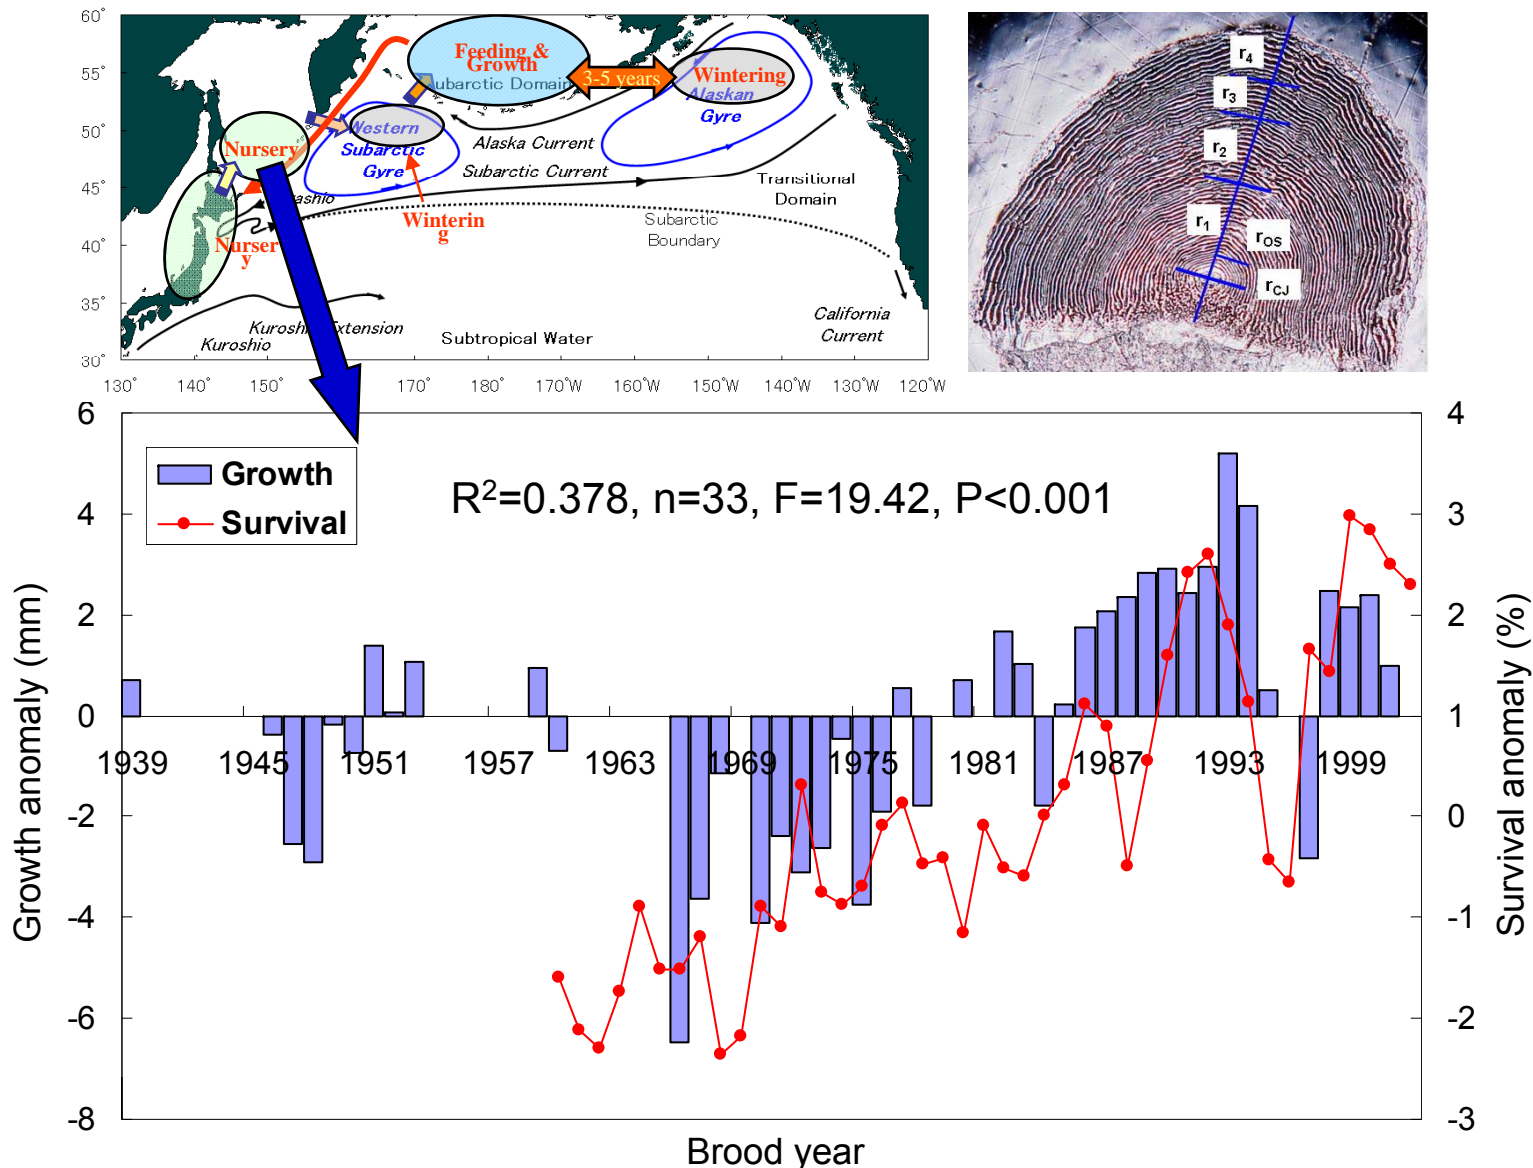 60°
55°
50°
45°
40°
35°
30°
130°
140°
150°
170°
180°
170°W
160°W
150°W
140°W
130°W
120°W
Feeding &
Growth
Subarctic Domain
3-5 years
Wintering
Alaskan
Gyre
Nursery
Western
Subarctic
Gyre
Alaska Current
Subarctic Current
Transitional
Domain
Winterin
g
Subarctic
Boundary
Nurser
y
Kuroshio Extension
Kuroshio
Subtropical Water
California
Current
r4
r3
r2
r1
rOS
rCJ
Growth
Survival
R²=0.378, n=33, F=19.42, P<0.001
Growth anomaly (mm)
6
4
2
0
-2
-4
-6
-8
Survival anomaly (%)
4
3
2
1
0
-1
-2
-3
1939
1945
1951
1957
1963
1969
1975
1981
1987
1993
1999
Brood year